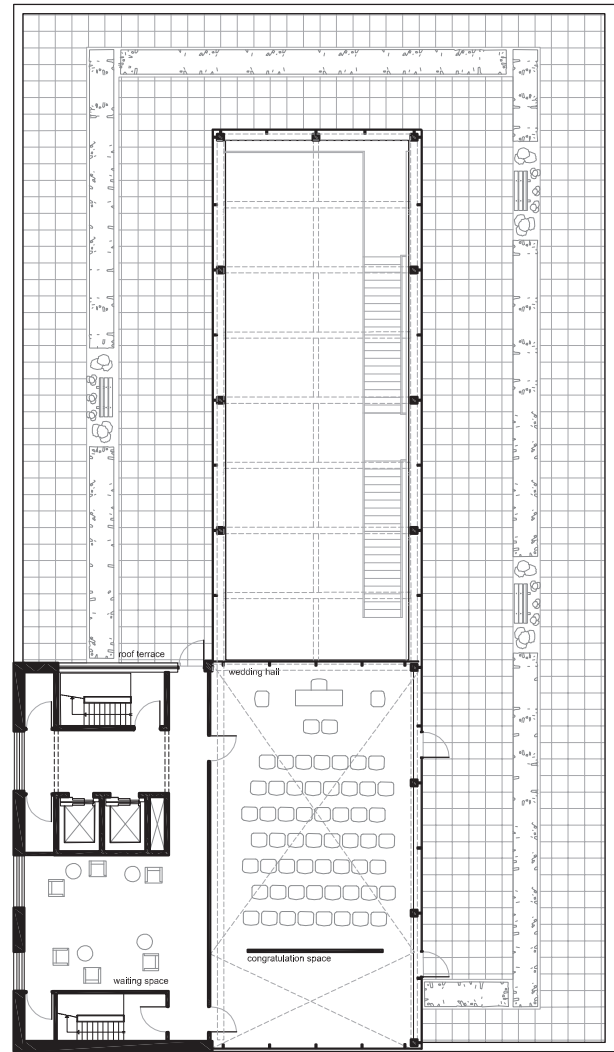 roof terrace
wedding hall
congratulation space
waiting space